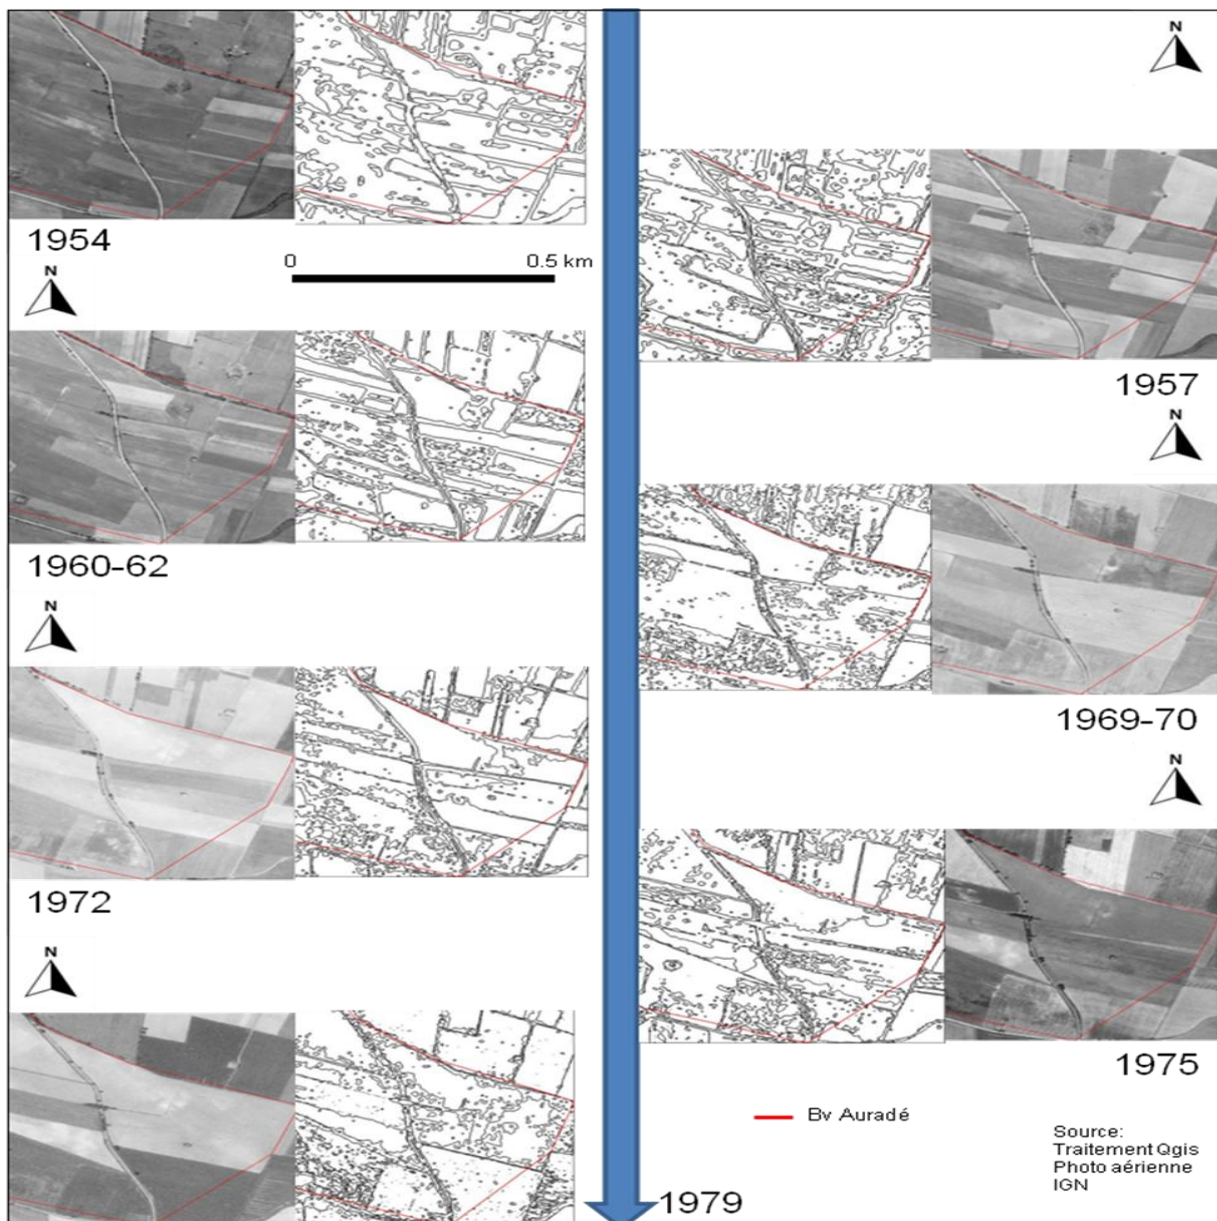 N
1954
0 0.5 km
N
1957
N
1960-62
N
N
1969-70
N
1972
N
1975
Bv Auradé
Source:
Traitement Qgis
Photo aérienne
IGN
1979